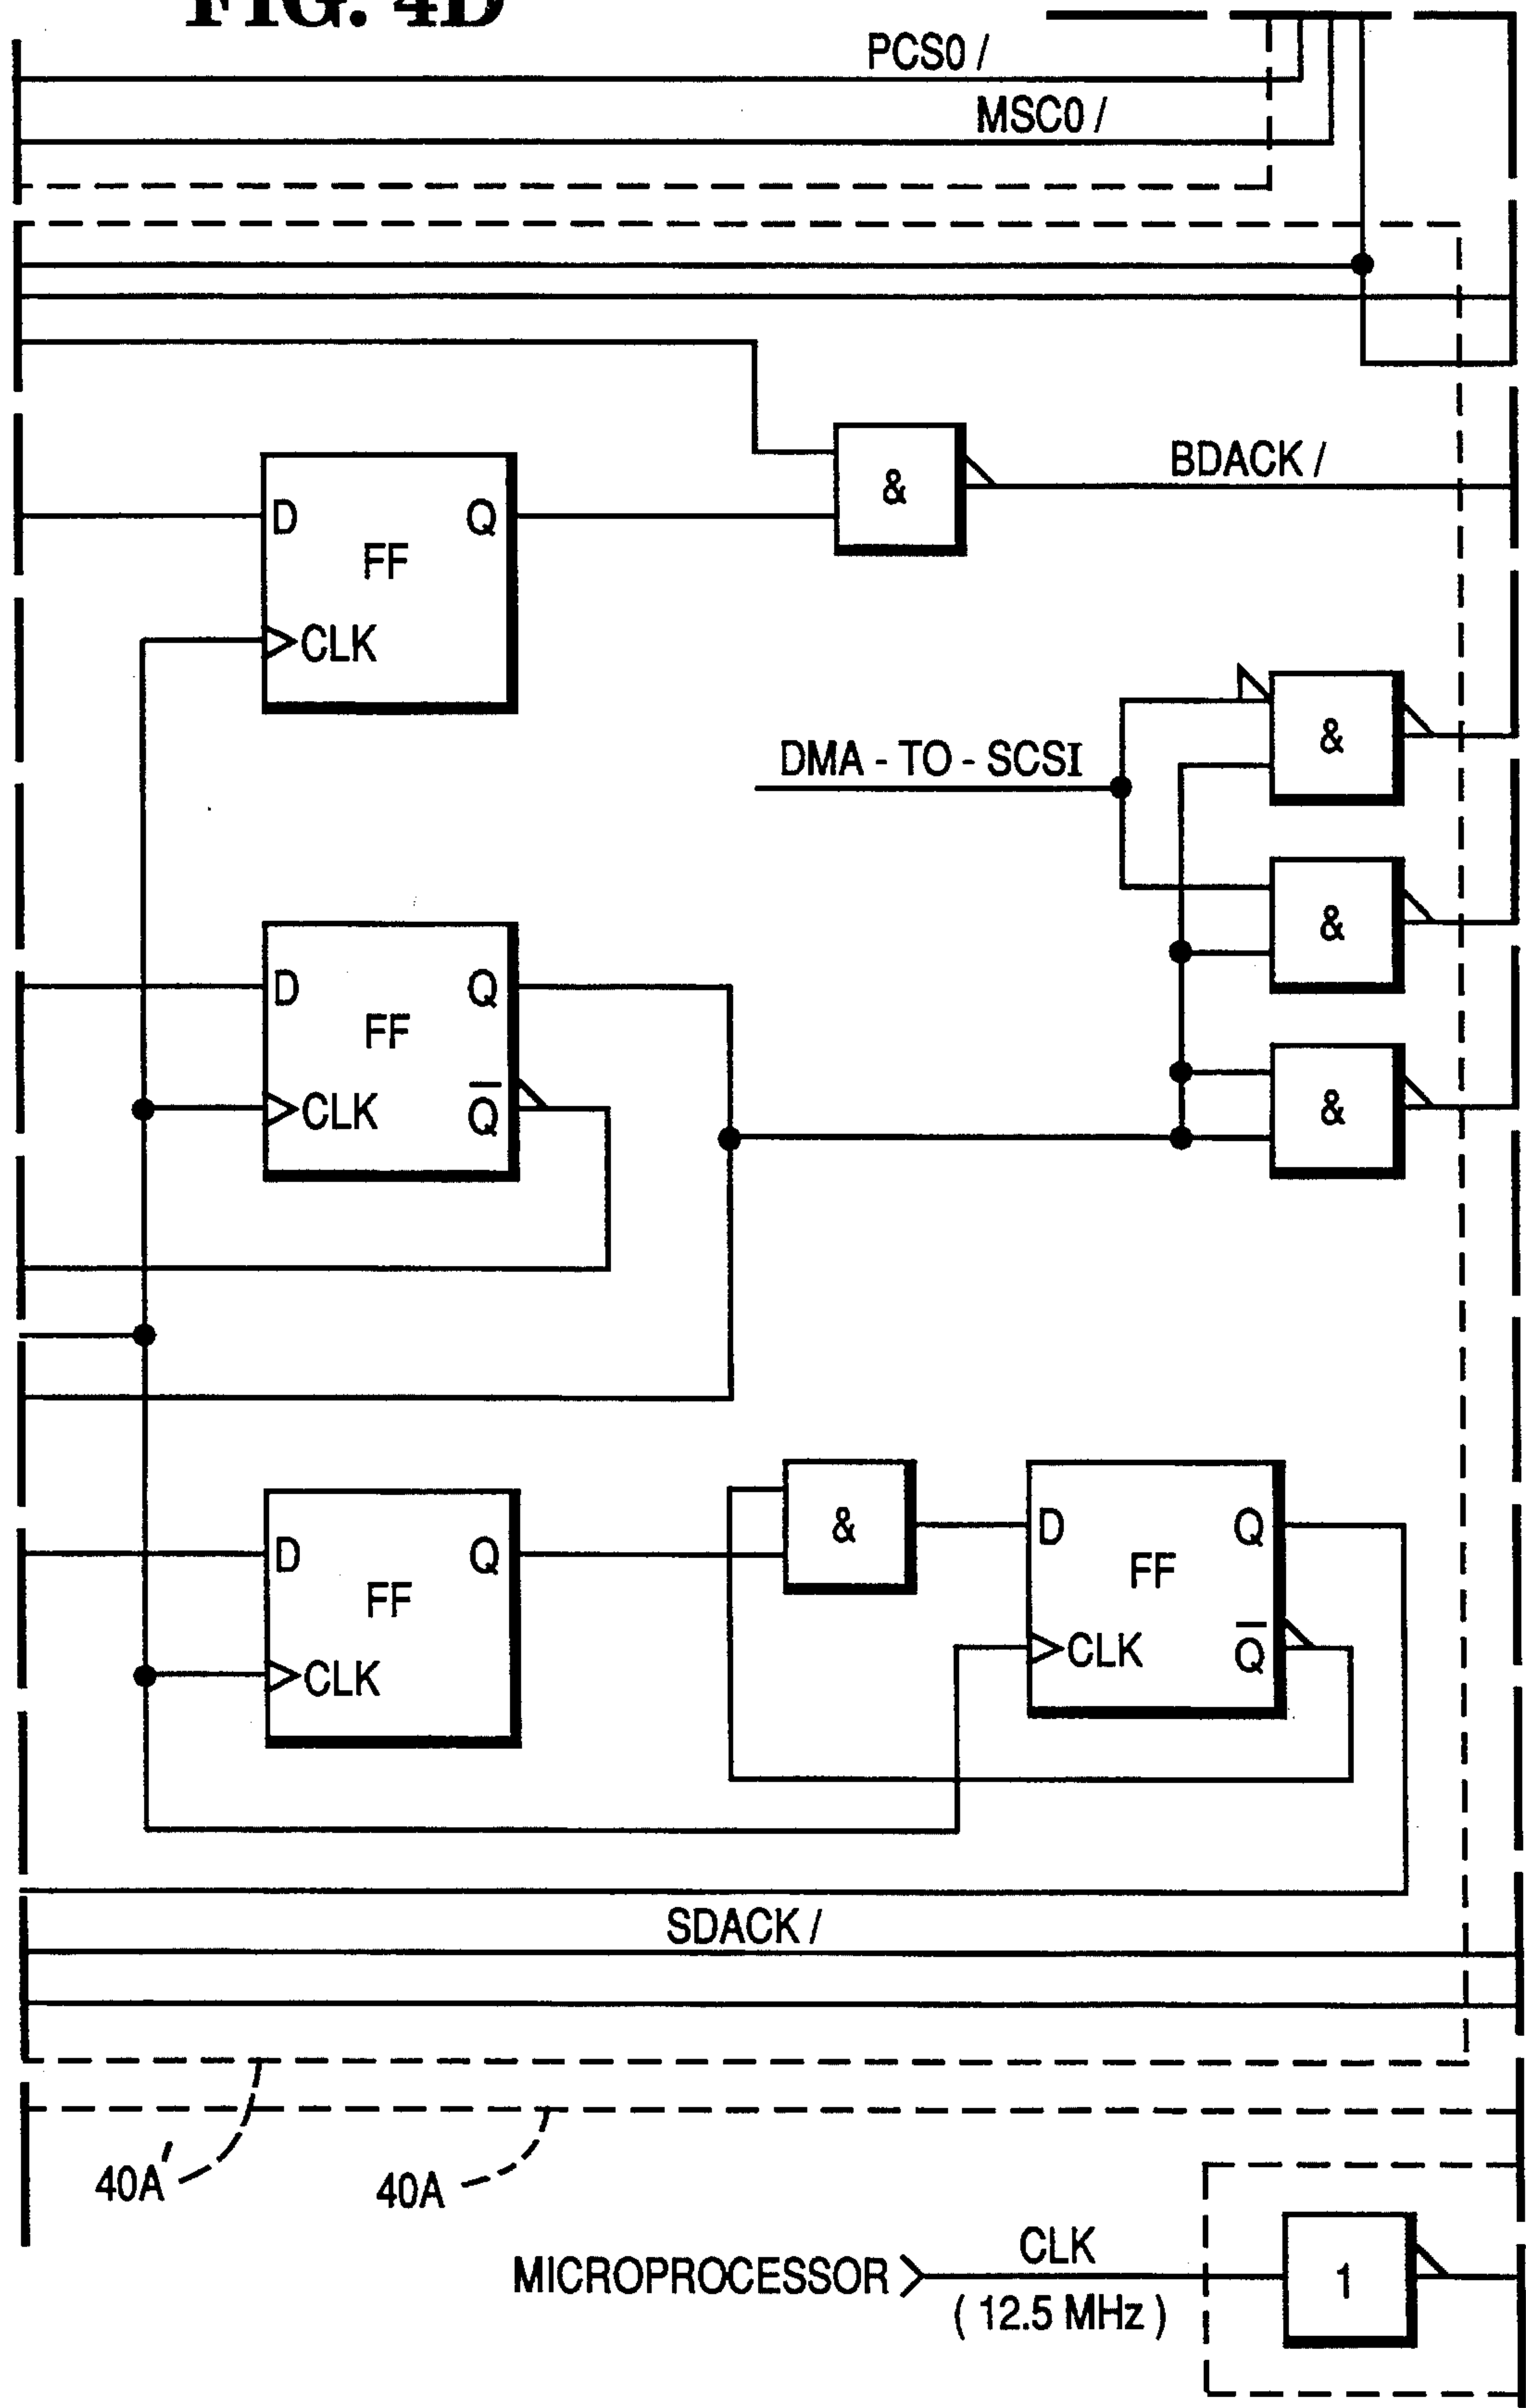 FIG. 4D
PCS0 /
MSC0 /
&
BDACK /
D Q
FF
CLK
&
DMA - TO - SCSI
&
D Q
FF
CLK Q̅
&
&
D Q
FF
D Q
FF
CLK Q̅
CLK
SDACK /
40A′
40A
CLK
MICROPROCESSOR
1
( 12.5 MHz )